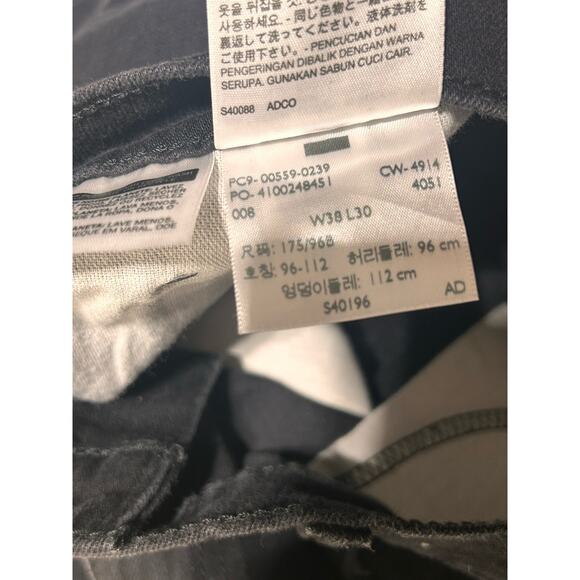 뜻을 뒤집을 것
사용하세요. - 同じ色物と一緒に
裏返して洗ってください。液体洗剤を
ご使用下さい。 - PENCUCIAN DAN
PENGERINGAN DIBALIK DENGAN WARNA
SERUPA. GUNAKAN SABUN CUCI CAIR.
S40088 ADCO
PC9-00559-0239 CW-4914
PO-4100248451 4051
008
W38 L30
尺码: 175/96B
호칭: 96-112 허리둘레: 96 cm
엉덩이둘레: 112 cm
S40196 AD
LAVE MENOS,